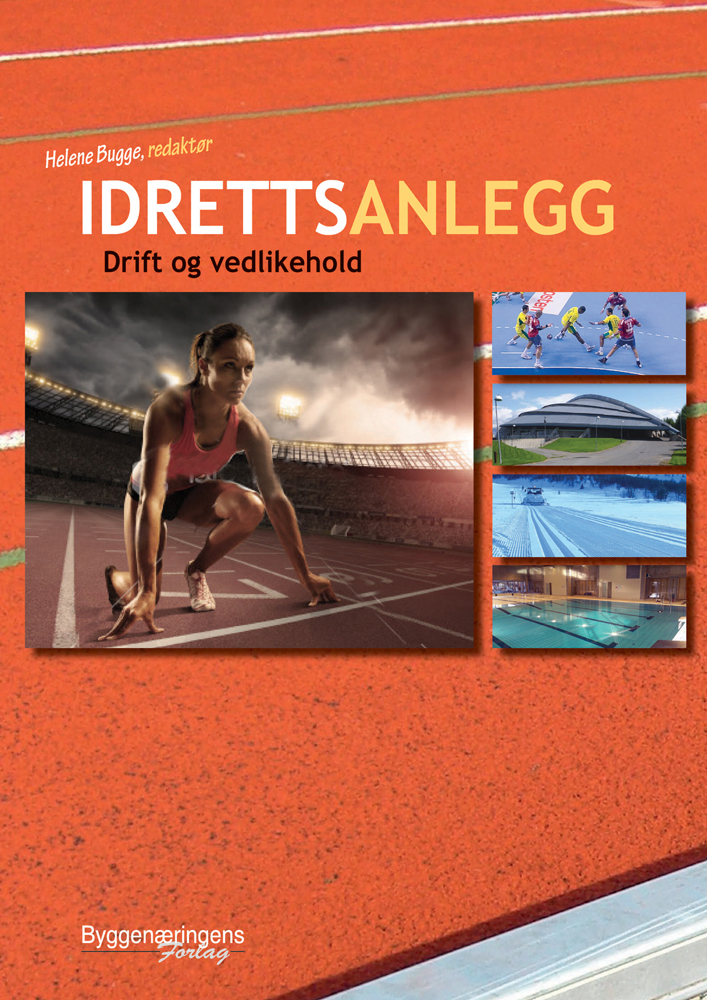 Helene Bugge, redaktør
IDRETTSANLEGG
Drift og vedlikehold
Byggenæringens
Forlag